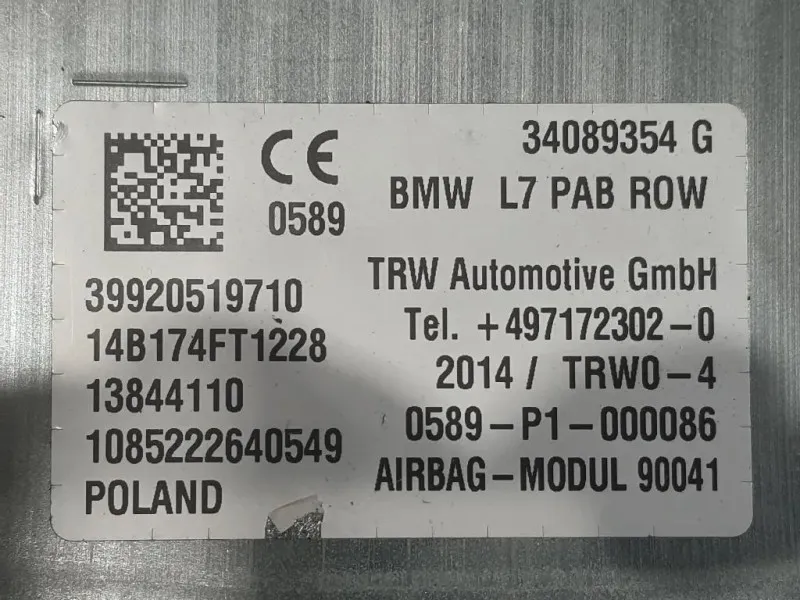 34089354 G
CE
0589
BMW L7 PAB ROW
39920519710
14B174FT1228
13844110
1085222640549
POLAND
TRW Automotive GmbH
Tel. +497172302-0
2014 / TRW0-4
0589-P1-000086
AIRBAG-MODUL 90041